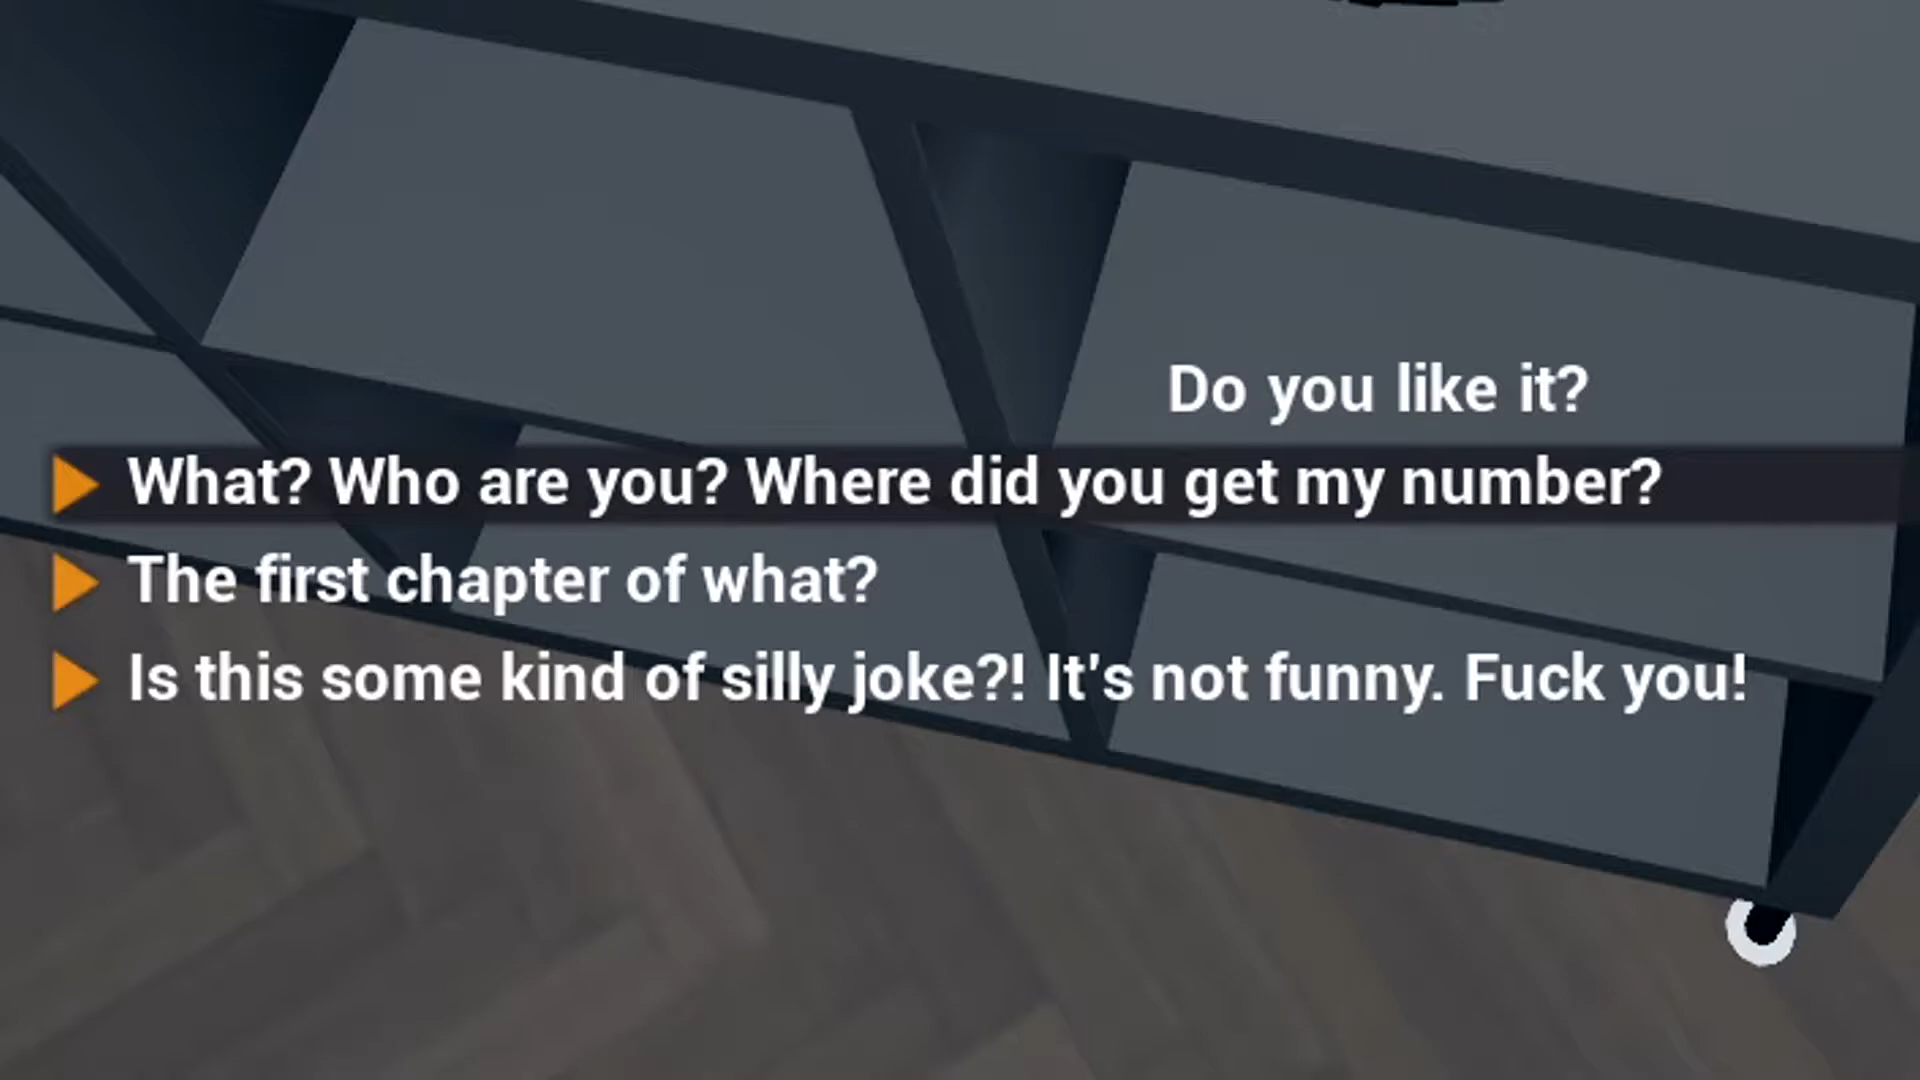 Do you like it?
What? Who are you? Where did you get my number?
The first chapter of what?
Is this some kind of silly joke?! It's not funny. Fuck you!